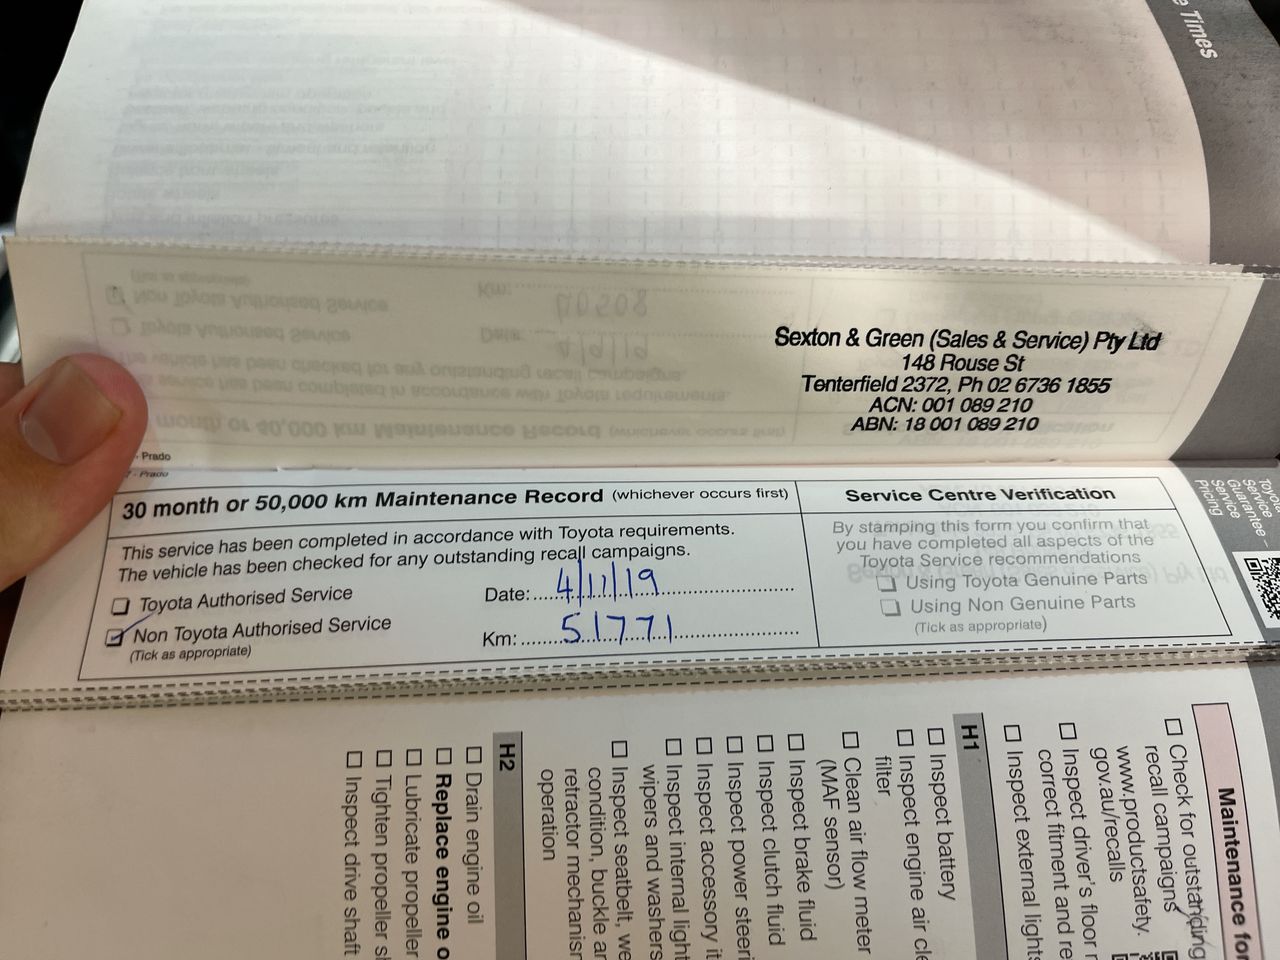 e Times
Sexton & Green (Sales & Service) Pty Ltd
148 Rouse St
Tenterfield 2372, Ph 02 6736 1855
ACN: 001 089 210
ABN: 18 001 089 210
- Prado
- Prado
30 month or 50,000 km Maintenance Record (whichever occurs first)
This service has been completed in accordance with Toyota requirements.
The vehicle has been checked for any outstanding recall campaigns.
Toyota Authorised Service
Date: 4/11/19
Non Toyota Authorised Service
Km: 51771
(Tick as appropriate)
Service Centre Verification
By stamping this form you confirm that
you have completed all aspects of the
Toyota Service recommendations
Using Toyota Genuine Parts
Using Non Genuine Parts
(Tick as appropriate)
Toyota
Service
Guarantee -
Service
Pricing
Maintenance for
Check for outstanding
recall campaigns
www.productsafety.
gov.au/recalls
Inspect driver's floor
correct fitment and
Inspect external lights
H1
Inspect battery
Inspect engine air
filter
Clean air flow meter
(MAF sensor)
Inspect brake fluid
Inspect clutch fluid
Inspect power
Inspect accessory
Inspect internal
wipers and washers
Inspect seatbelt,
condition, buckle
retractor
operation
H2
Drain engine oil
Replace engine
Lubricate propeller
Tighten propeller
Inspect drive shaft